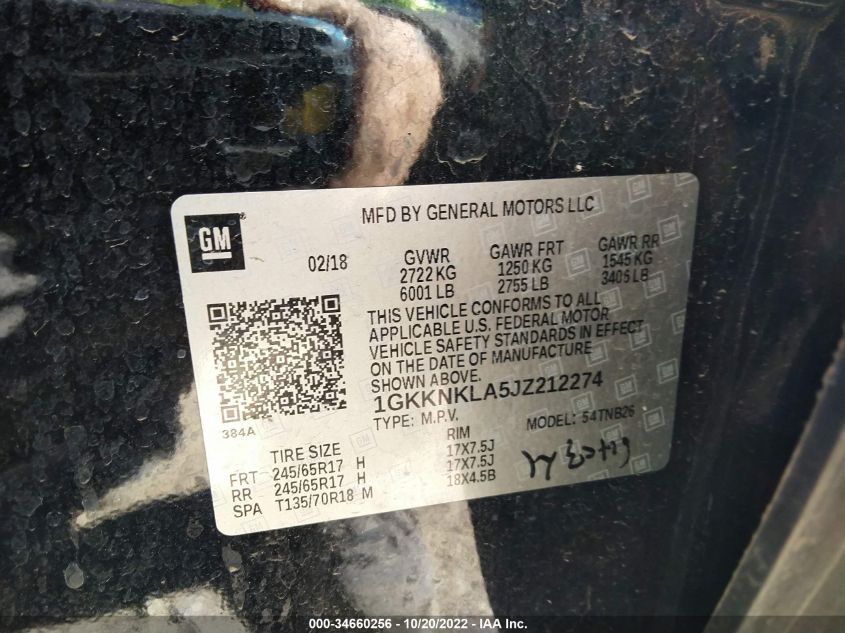 GM
MFD BY GENERAL MOTORS LLC
02/18
GVWR GAWR FRT GAWR RR
2722 KG 1250 KG 1545 KG
6001 LB 2755 LB 3405 LB
THIS VEHICLE CONFORMS TO ALL
APPLICABLE U.S. FEDERAL MOTOR
VEHICLE SAFETY STANDARDS IN EFFECT
ON THE DATE OF MANUFACTURE
SHOWN ABOVE.
1GKKNKLA5JZ212274
TYPE: M.P.V. MODEL: 54TNB26
384A
TIRE SIZE RIM
FRT 245/65R17 H 17X7.5J
RR 245/65R17 H 17X7.5J
SPA T135/70R18 M 18X4.5B
000-34660256 - 10/20/2022 - IAA Inc.